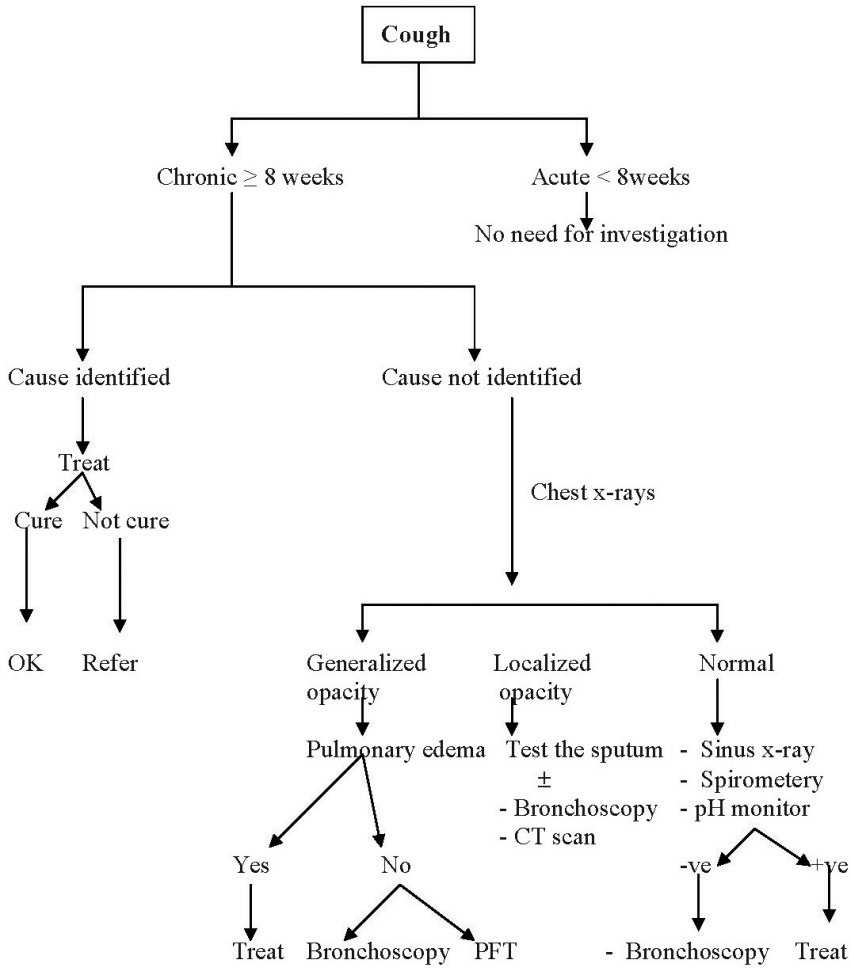 Cough
Chronic ≥ 8 weeks
Acute < 8weeks
No need for investigation
Cause identified
Cause not identified
Treat
Chest x-rays
Cure
Not cure
OK
Refer
Generalized
opacity
Localized
opacity
Normal
Pulmonary edema
Test the sputum
±
- Bronchoscopy
- CT scan
- Sinus x-ray
- Spirometery
- pH monitor
Yes
No
-ve
+ve
Treat
Bronchoscopy
PFT
- Bronchoscopy
Treat